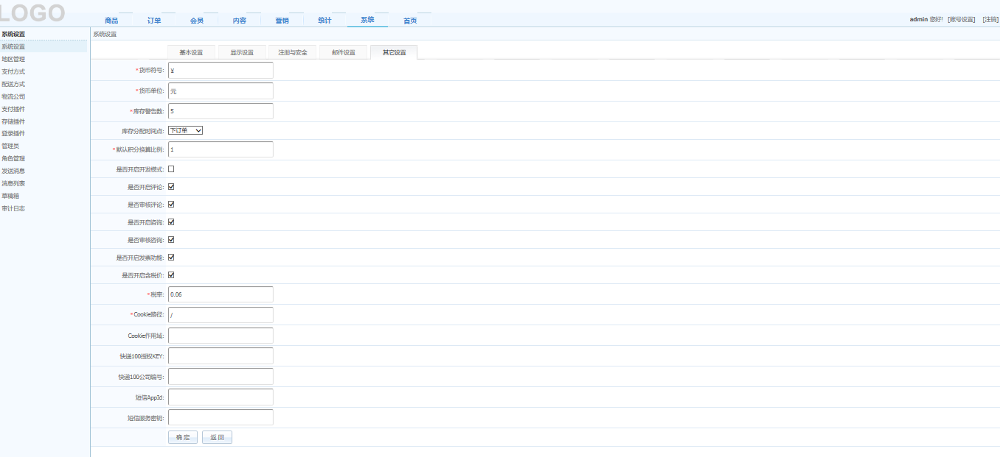 LOGO
商品 订单 会员 内容 营销 统计 系统 首页
admin 您好! [账号设置] [注销]
系统设置
系统设置
地区管理
支付方式
配送方式
物流公司
支付插件
存储插件
登录插件
管理员
角色管理
发送消息
消息列表
草稿箱
审计日志
系统设置
基本设置 显示设置 注册与安全 邮件设置 其它设置
*货币符号: ¥
*货币单位: 元
*库存警告数: 5
库存分配时间点: 下订单
*默认积分换算比例: 1
是否开启开发模式:
是否开启评论:
是否审核评论:
是否开启咨询:
是否审核咨询:
是否开启发票功能:
是否开启含税价:
*税率: 0.06
*Cookie路径: /
Cookie作用域:
快递100授权KEY:
快递100公司编号:
短信AppId:
短信服务密钥:
确 定 返 回